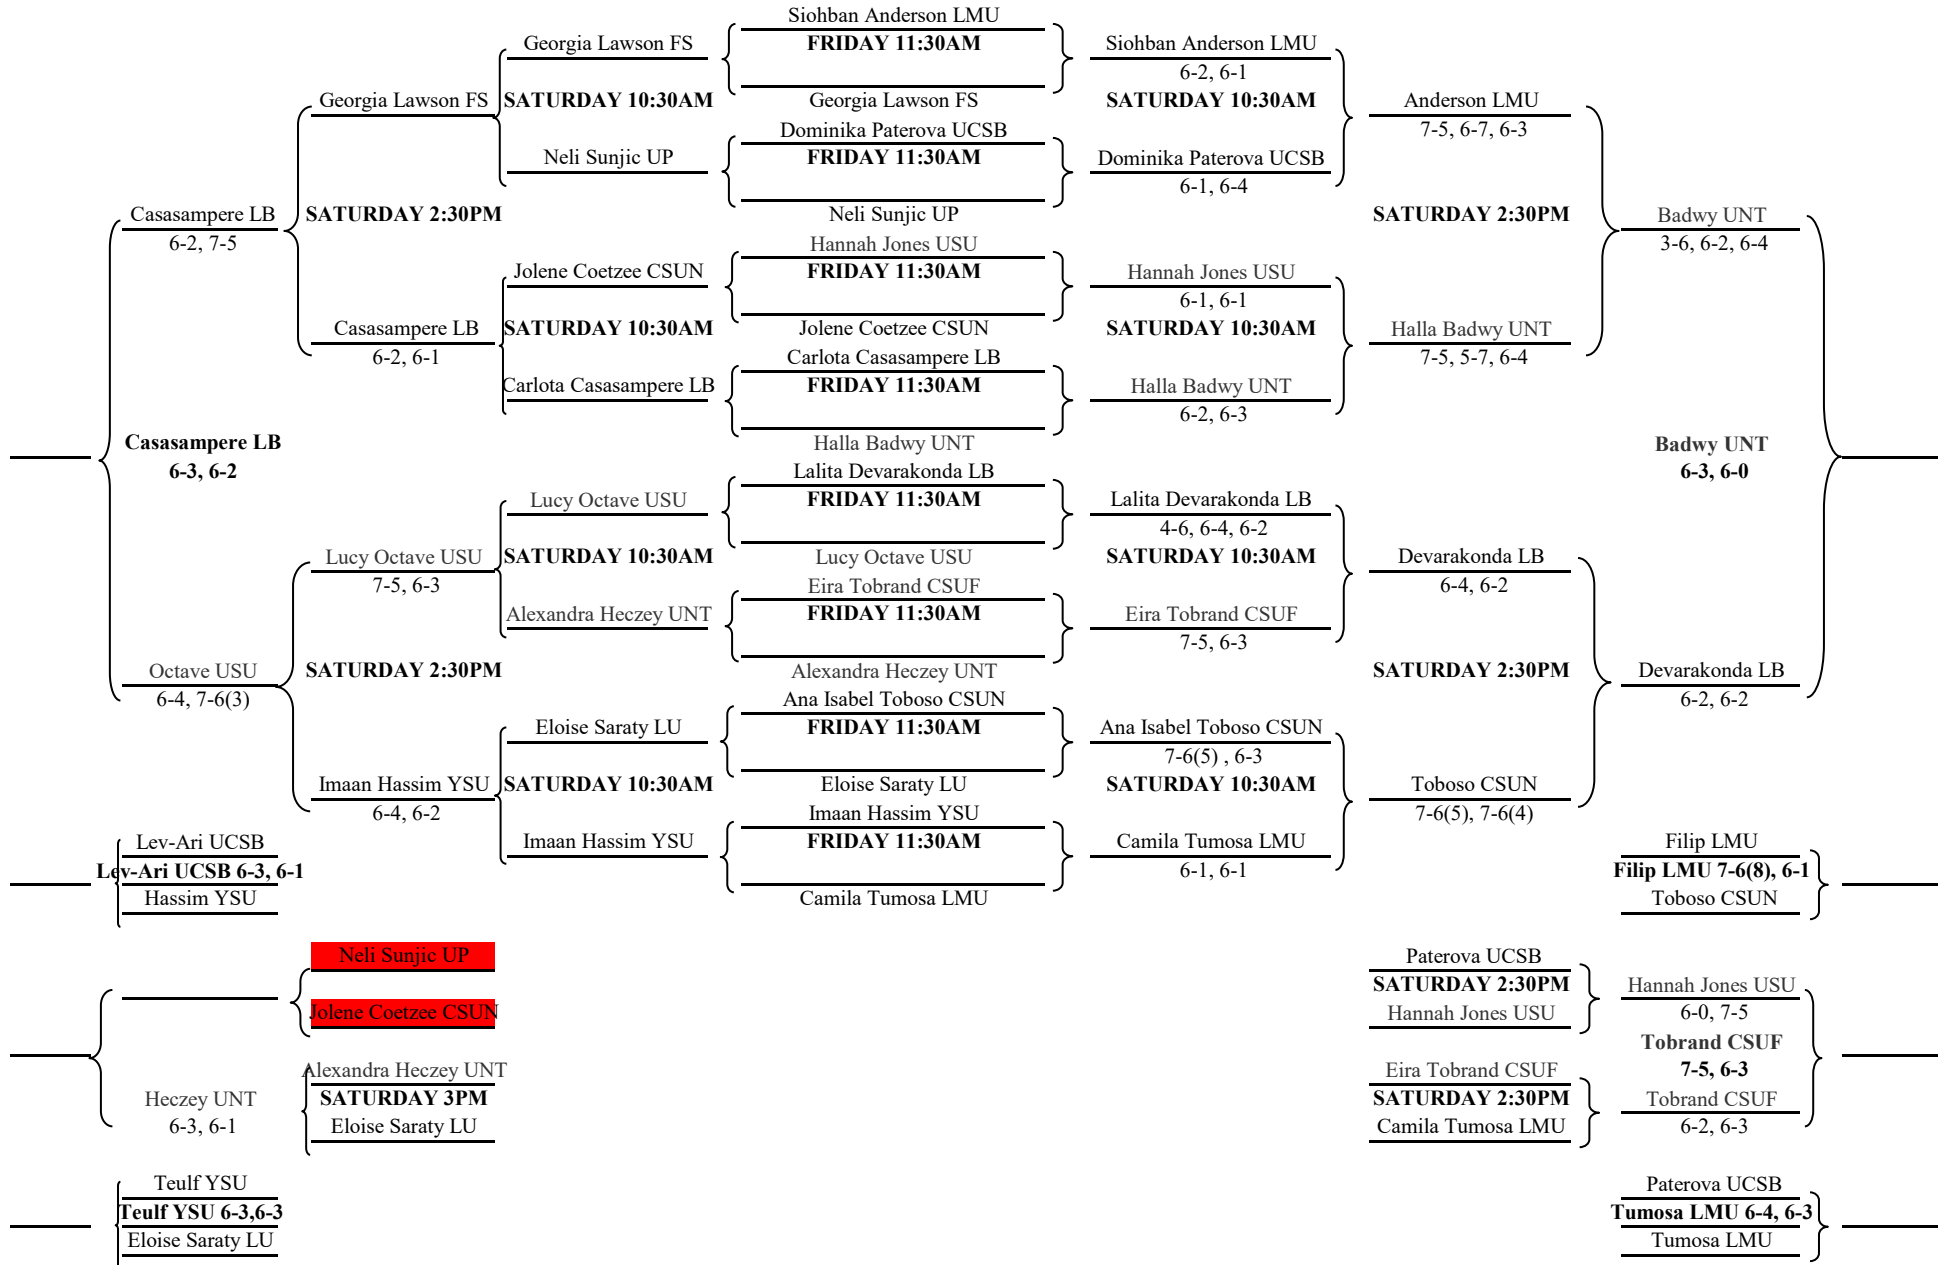 Siohban Anderson LMU
Georgia Lawson FS
FRIDAY 11:30AM
Siohban Anderson LMU
6-2, 6-1
Georgia Lawson FS
SATURDAY 10:30AM
Georgia Lawson FS
SATURDAY 10:30AM
Anderson LMU
7-5, 6-7, 6-3
Dominika Paterova UCSB
Neli Sunjic UP
FRIDAY 11:30AM
Dominika Paterova UCSB
6-1, 6-4
Casasampere LB
6-2, 7-5
SATURDAY 2:30PM
Neli Sunjic UP
SATURDAY 2:30PM
Badwy UNT
3-6, 6-2, 6-4
Hannah Jones USU
Jolene Coetzee CSUN
FRIDAY 11:30AM
Hannah Jones USU
6-1, 6-1
Casasampere LB
6-2, 6-1
SATURDAY 10:30AM
Jolene Coetzee CSUN
SATURDAY 10:30AM
Halla Badwy UNT
7-5, 5-7, 6-4
Carlota Casasampere LB
Carlota Casasampere LB
FRIDAY 11:30AM
Halla Badwy UNT
6-2, 6-3
Casasampere LB
6-3, 6-2
Halla Badwy UNT
Badwy UNT
6-3, 6-0
Lalita Devarakonda LB
Lucy Octave USU
FRIDAY 11:30AM
Lalita Devarakonda LB
4-6, 6-4, 6-2
Lucy Octave USU
7-5, 6-3
SATURDAY 10:30AM
Lucy Octave USU
SATURDAY 10:30AM
Devarakonda LB
6-4, 6-2
Eira Tobrand CSUF
Alexandra Heczey UNT
FRIDAY 11:30AM
Eira Tobrand CSUF
7-5, 6-3
Octave USU
6-4, 7-6(3)
SATURDAY 2:30PM
Alexandra Heczey UNT
SATURDAY 2:30PM
Devarakonda LB
6-2, 6-2
Ana Isabel Toboso CSUN
Eloise Saraty LU
FRIDAY 11:30AM
Ana Isabel Toboso CSUN
7-6(5) , 6-3
Imaan Hassim YSU
6-4, 6-2
SATURDAY 10:30AM
Eloise Saraty LU
SATURDAY 10:30AM
Toboso CSUN
7-6(5), 7-6(4)
Imaan Hassim YSU
Imaan Hassim YSU
FRIDAY 11:30AM
Camila Tumosa LMU
6-1, 6-1
Camila Tumosa LMU
Lev-Ari UCSB
Lev-Ari UCSB 6-3, 6-1
Hassim YSU
Filip LMU
Filip LMU 7-6(8), 6-1
Toboso CSUN
Neli Sunjic UP
Jolene Coetzee CSUN
Paterova UCSB
SATURDAY 2:30PM
Hannah Jones USU
Hannah Jones USU
6-0, 7-5
Tobrand CSUF
7-5, 6-3
Heczey UNT
6-3, 6-1
Alexandra Heczey UNT
SATURDAY 3PM
Eloise Saraty LU
Eira Tobrand CSUF
SATURDAY 2:30PM
Camila Tumosa LMU
Tobrand CSUF
6-2, 6-3
Teulf YSU
Teulf YSU 6-3,6-3
Eloise Saraty LU
Paterova UCSB
Tumosa LMU 6-4, 6-3
Tumosa LMU